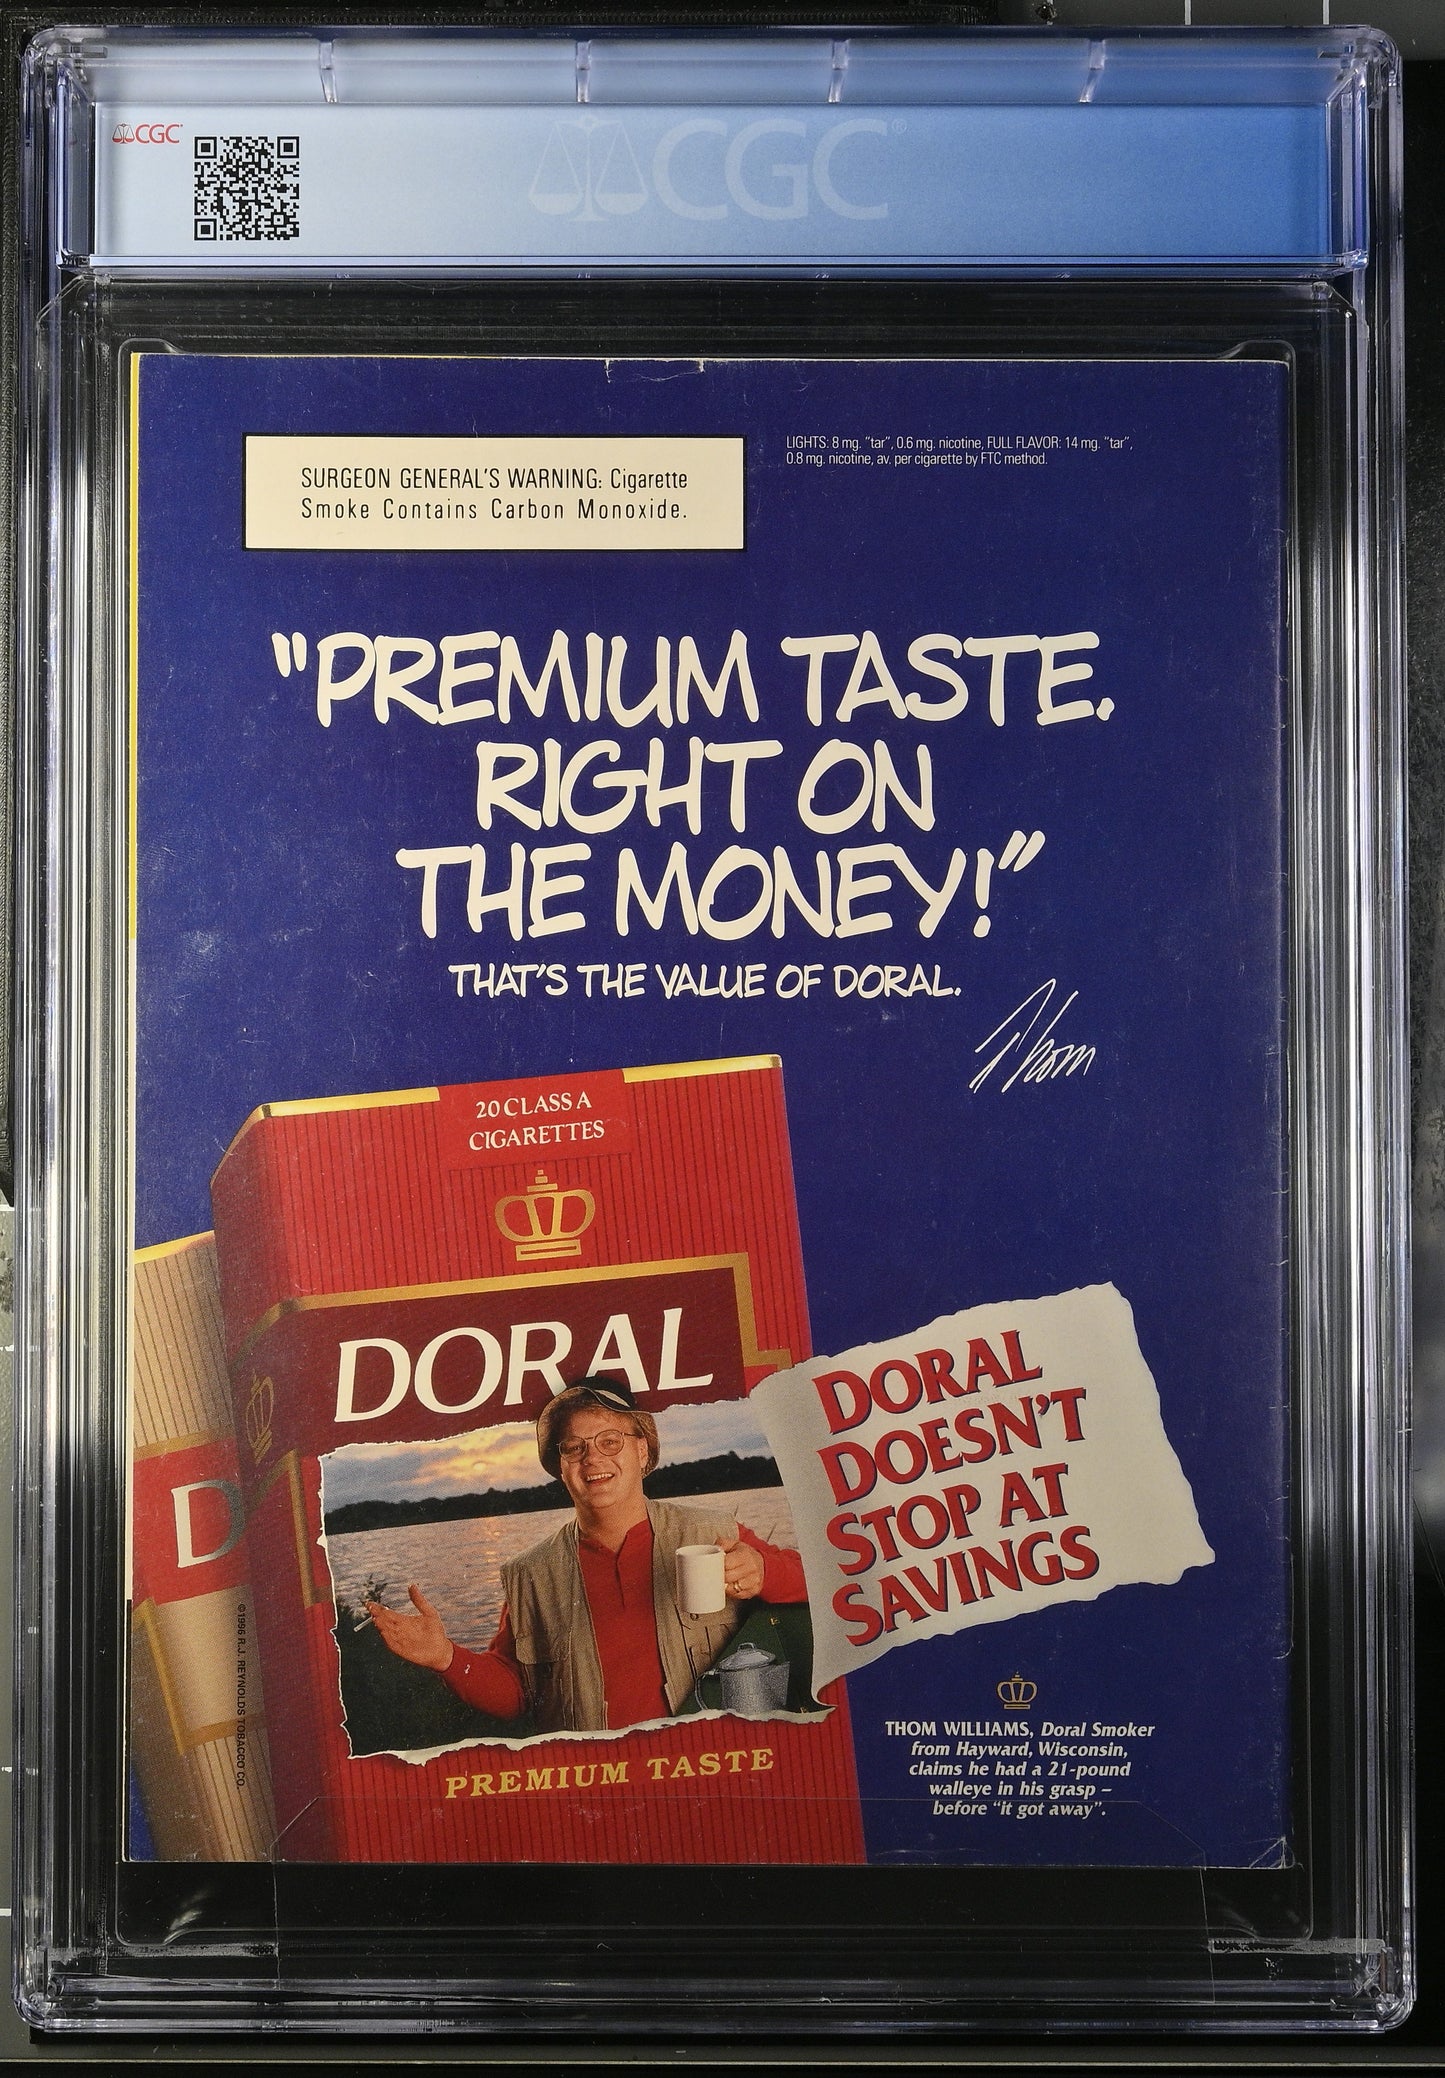 CGC
CGC
SURGEON GENERAL'S WARNING: Cigarette
Smoke Contains Carbon Monoxide.
LIGHTS: 8 mg. "tar", 0.6 mg. nicotine, FULL FLAVOR: 14 mg. "tar",
0.8 mg. nicotine, av. per cigarette by FTC method.
"PREMIUM TASTE.
RIGHT ON
THE MONEY!"
THAT'S THE VALUE OF DORAL.
Thom
20 CLASS A
CIGARETTES
DORAL
D
DORAL
DOESN'T
STOP AT
SAVINGS
PREMIUM TASTE
©1996 R.J. REYNOLDS TOBACCO CO.
THOM WILLIAMS, Doral Smoker
from Hayward, Wisconsin,
claims he had a 21-pound
walleye in his grasp –
before "it got away".